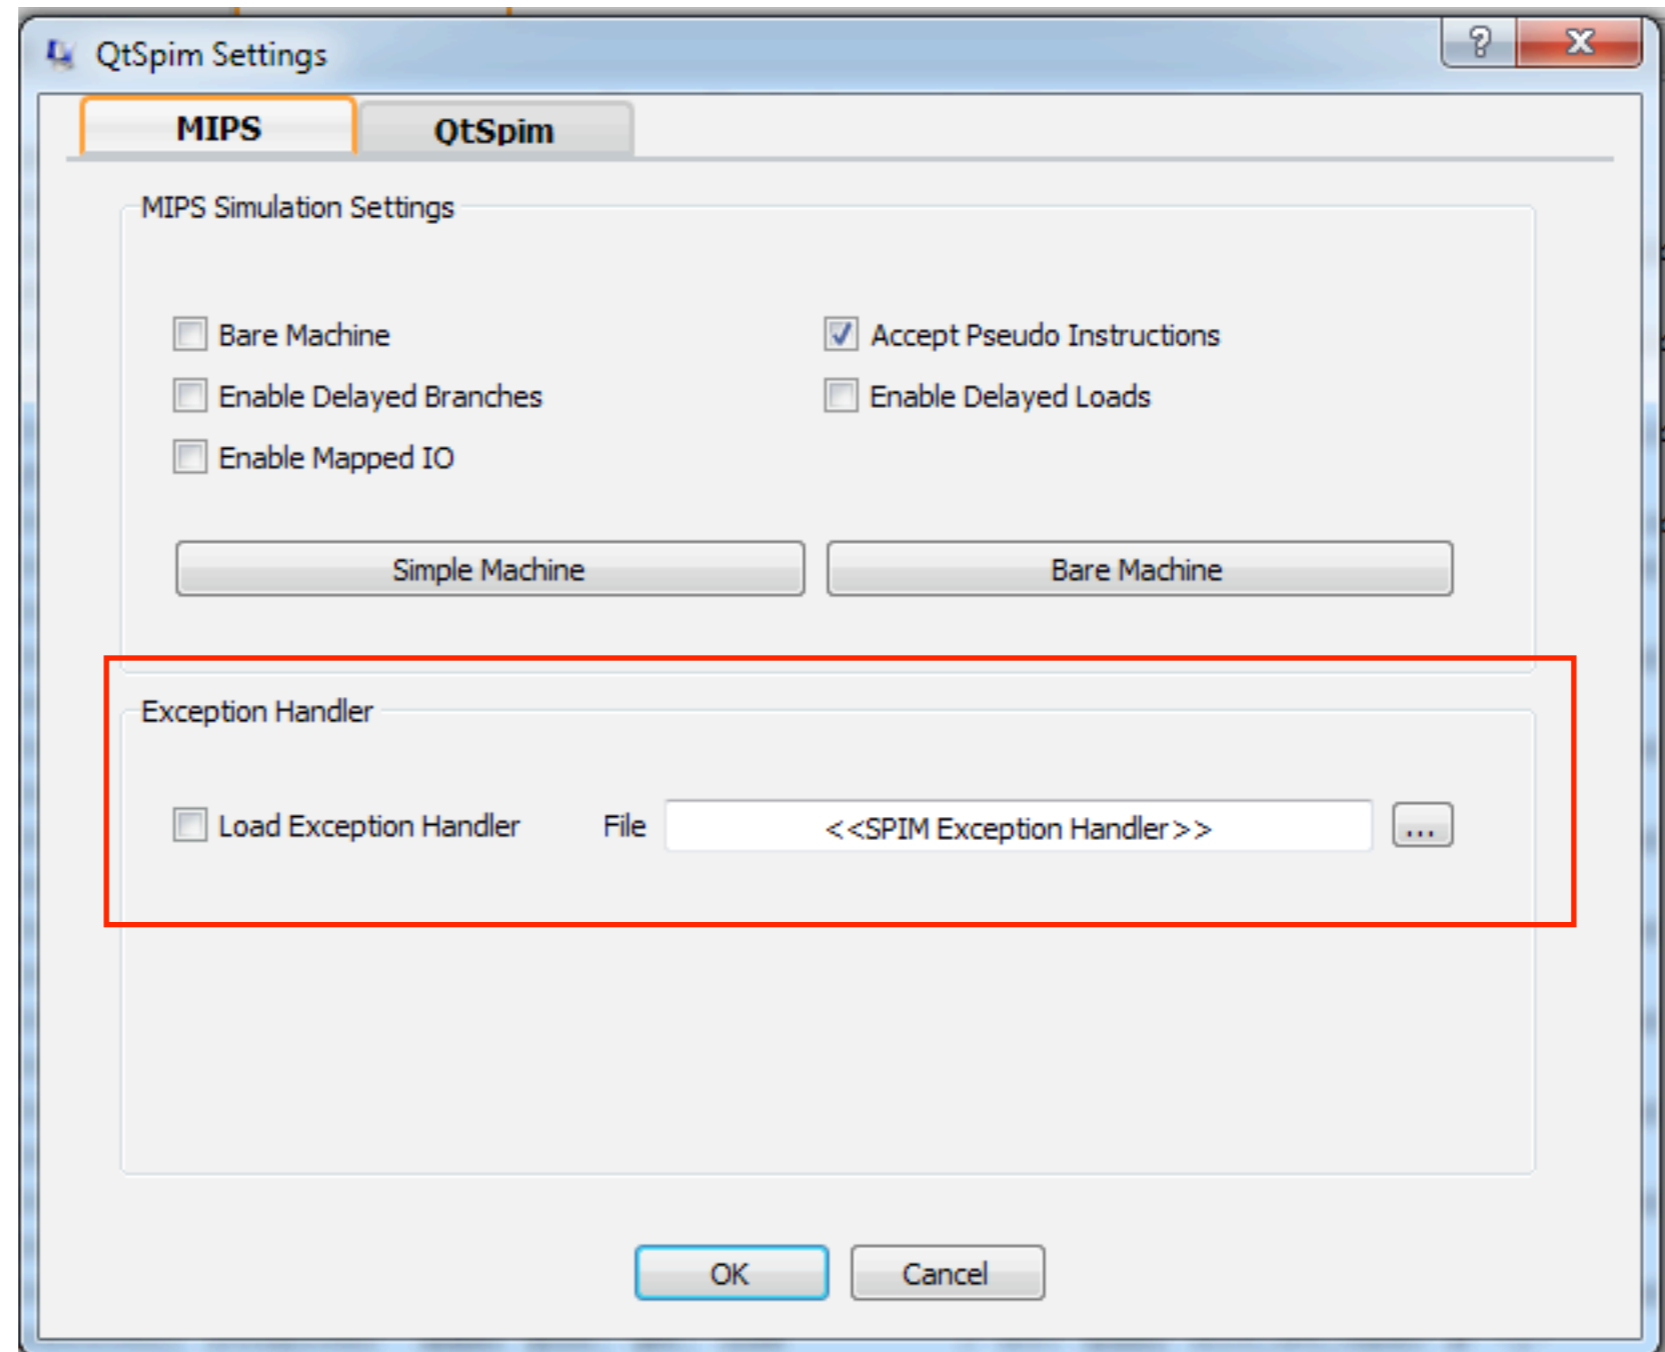 QtSpim Settings
MIPS QtSpim
MIPS Simulation Settings
Bare Machine Accept Pseudo Instructions
Enable Delayed Branches Enable Delayed Loads
Enable Mapped IO
Simple Machine Bare Machine
Exception Handler
Load Exception Handler File <<SPIM Exception Handler>> ...
OK Cancel